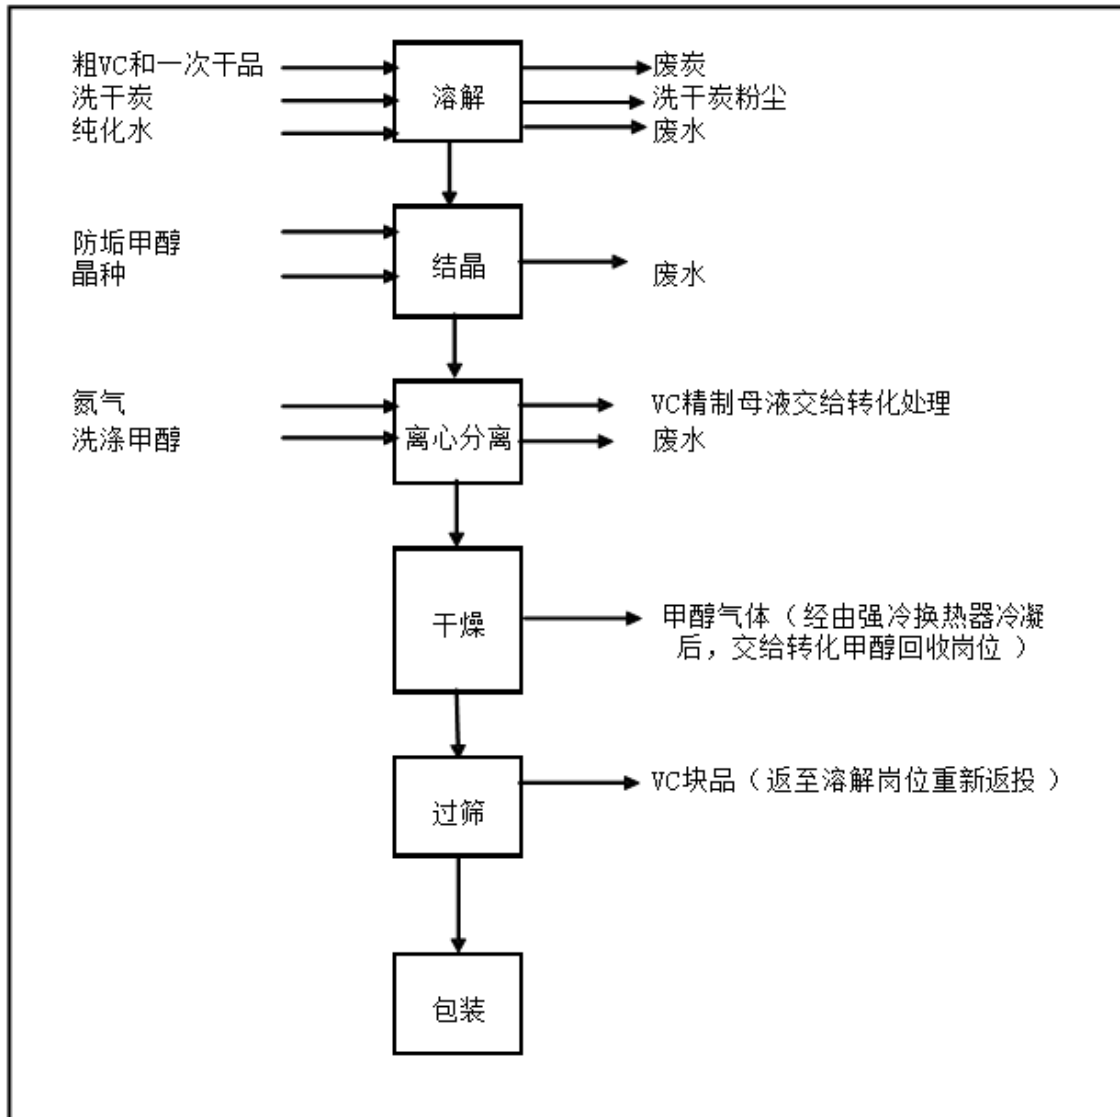 粗VC和一次干品
洗干炭
纯化水
溶解
废炭
洗干炭粉尘
废水
防垢甲醇
晶种
结晶
废水
氮气
洗涤甲醇
离心分离
VC精制母液交给转化处理
废水
干燥
甲醇气体（经由强冷换热器冷凝
后，交给转化甲醇回收岗位）
过筛
VC块品（返至溶解岗位重新返投）
包装